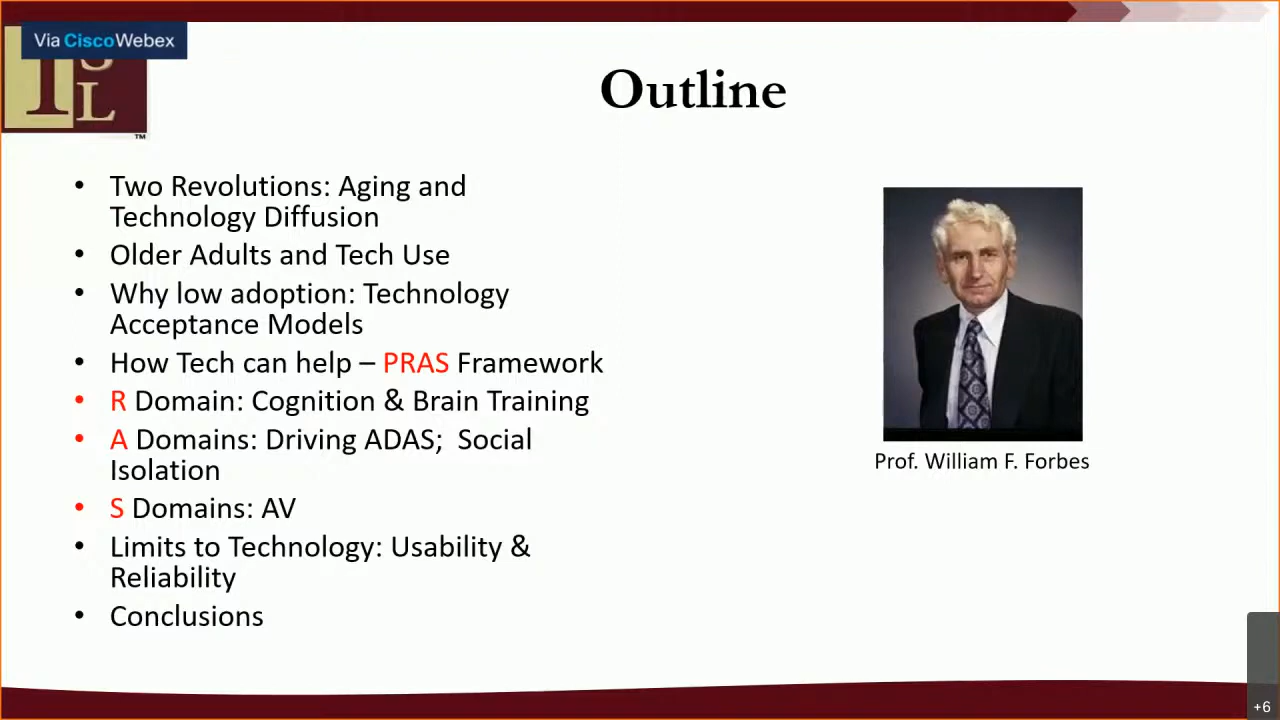 Via CiscoWebex
I S
L
™
Outline
• Two Revolutions: Aging and
Technology Diffusion
• Older Adults and Tech Use
• Why low adoption: Technology
Acceptance Models
• How Tech can help – PRAS Framework
• R Domain: Cognition & Brain Training
• A Domains: Driving ADAS;  Social
Isolation
• S Domains: AV
• Limits to Technology: Usability &
Reliability
• Conclusions
Prof. William F. Forbes
+6